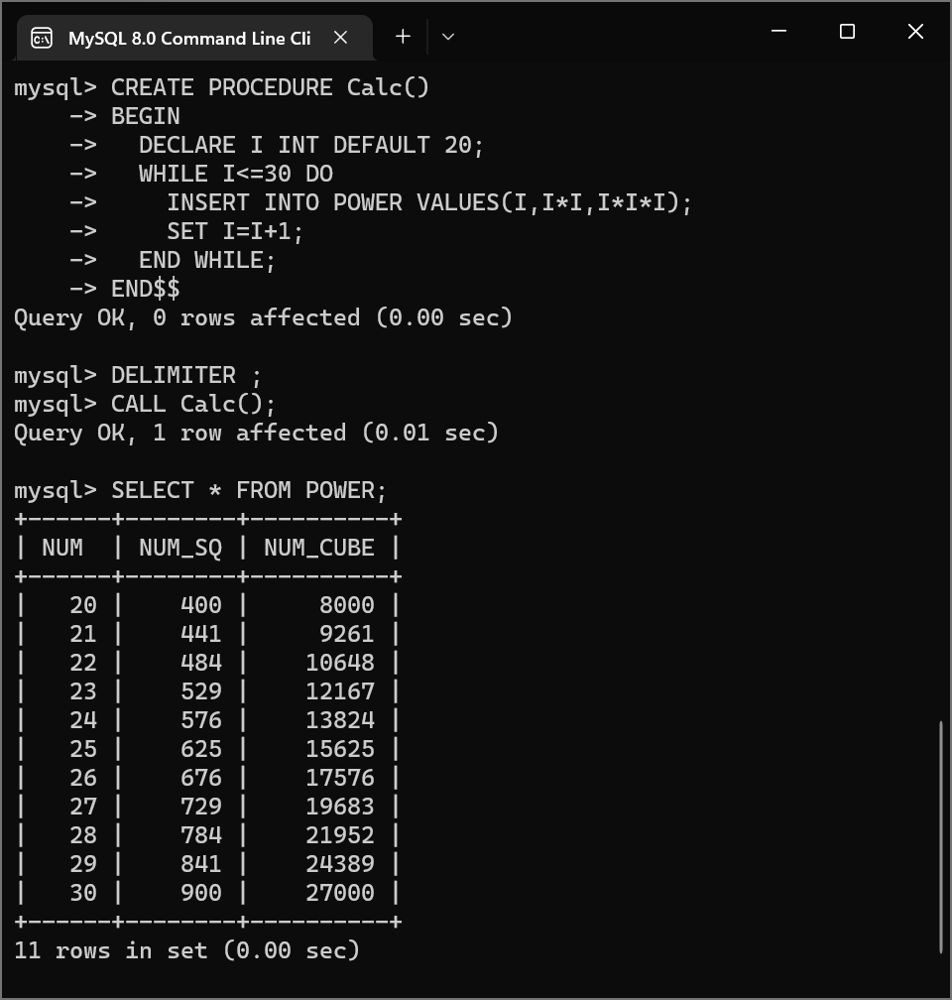 MySQL 8.0 Command Line Cli
mysql> CREATE PROCEDURE Calc()
    -> BEGIN
    ->   DECLARE I INT DEFAULT 20;
    ->   WHILE I<=30 DO
    ->     INSERT INTO POWER VALUES(I,I*I,I*I*I);
    ->     SET I=I+1;
    ->   END WHILE;
    -> END$$
Query OK, 0 rows affected (0.00 sec)

mysql> DELIMITER ;
mysql> CALL Calc();
Query OK, 1 row affected (0.01 sec)

mysql> SELECT * FROM POWER;
+------+--------+----------+
| NUM  | NUM_SQ | NUM_CUBE |
+------+--------+----------+
|   20 |    400 |     8000 |
|   21 |    441 |     9261 |
|   22 |    484 |    10648 |
|   23 |    529 |    12167 |
|   24 |    576 |    13824 |
|   25 |    625 |    15625 |
|   26 |    676 |    17576 |
|   27 |    729 |    19683 |
|   28 |    784 |    21952 |
|   29 |    841 |    24389 |
|   30 |    900 |    27000 |
+------+--------+----------+
11 rows in set (0.00 sec)